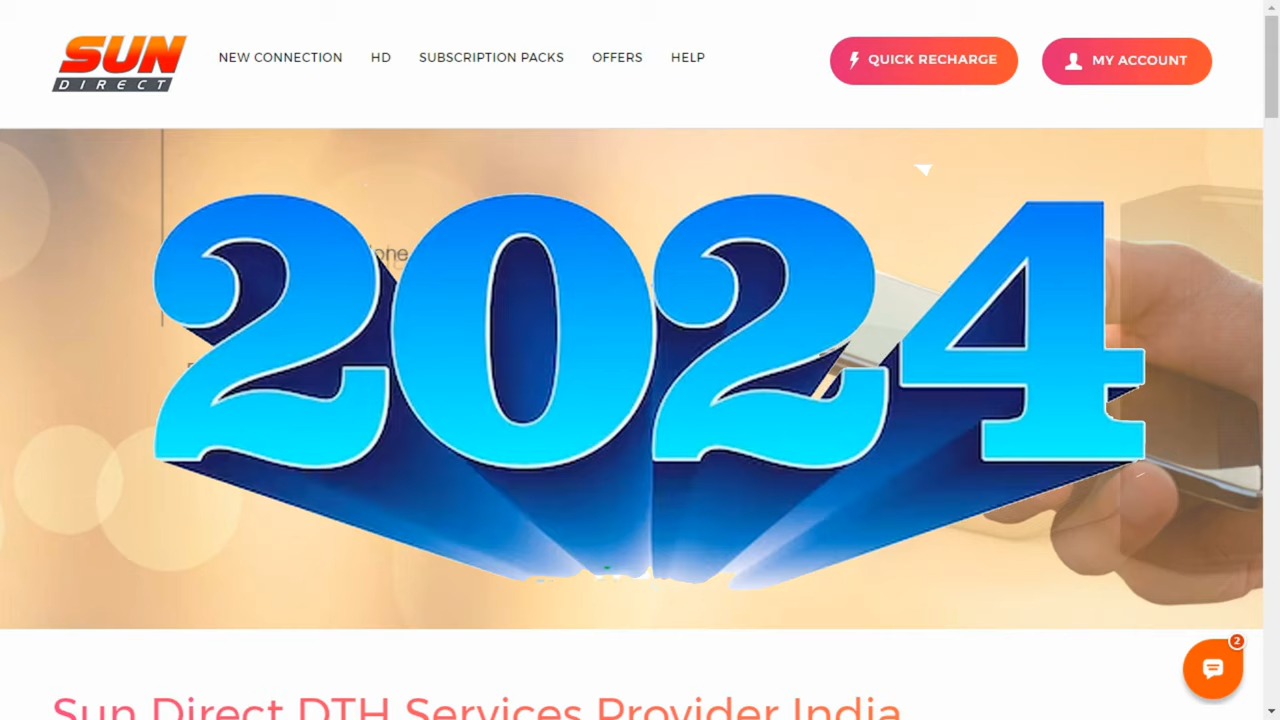 SUN
DIRECT
NEW CONNECTION
HD
SUBSCRIPTION PACKS
OFFERS
HELP
QUICK RECHARGE
MY ACCOUNT
2024
2
Sun Direct DTH Services Provider India